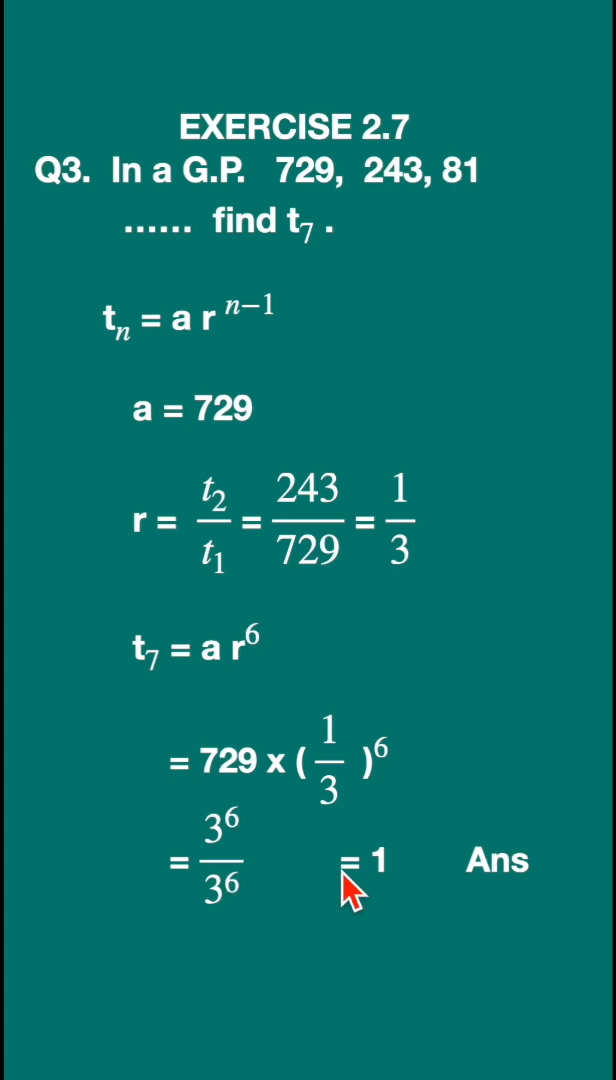 EXERCISE 2.7
Q3. In a G.P. 729, 243, 81
...... find t₇ .
tₙ = a r ⁿ⁻¹
a = 729
r = t₂/t₁ = 243/729 = 1/3
t₇ = a r⁶
= 729 x ( 1/3 )⁶
= 3⁶/3⁶ = 1 Ans